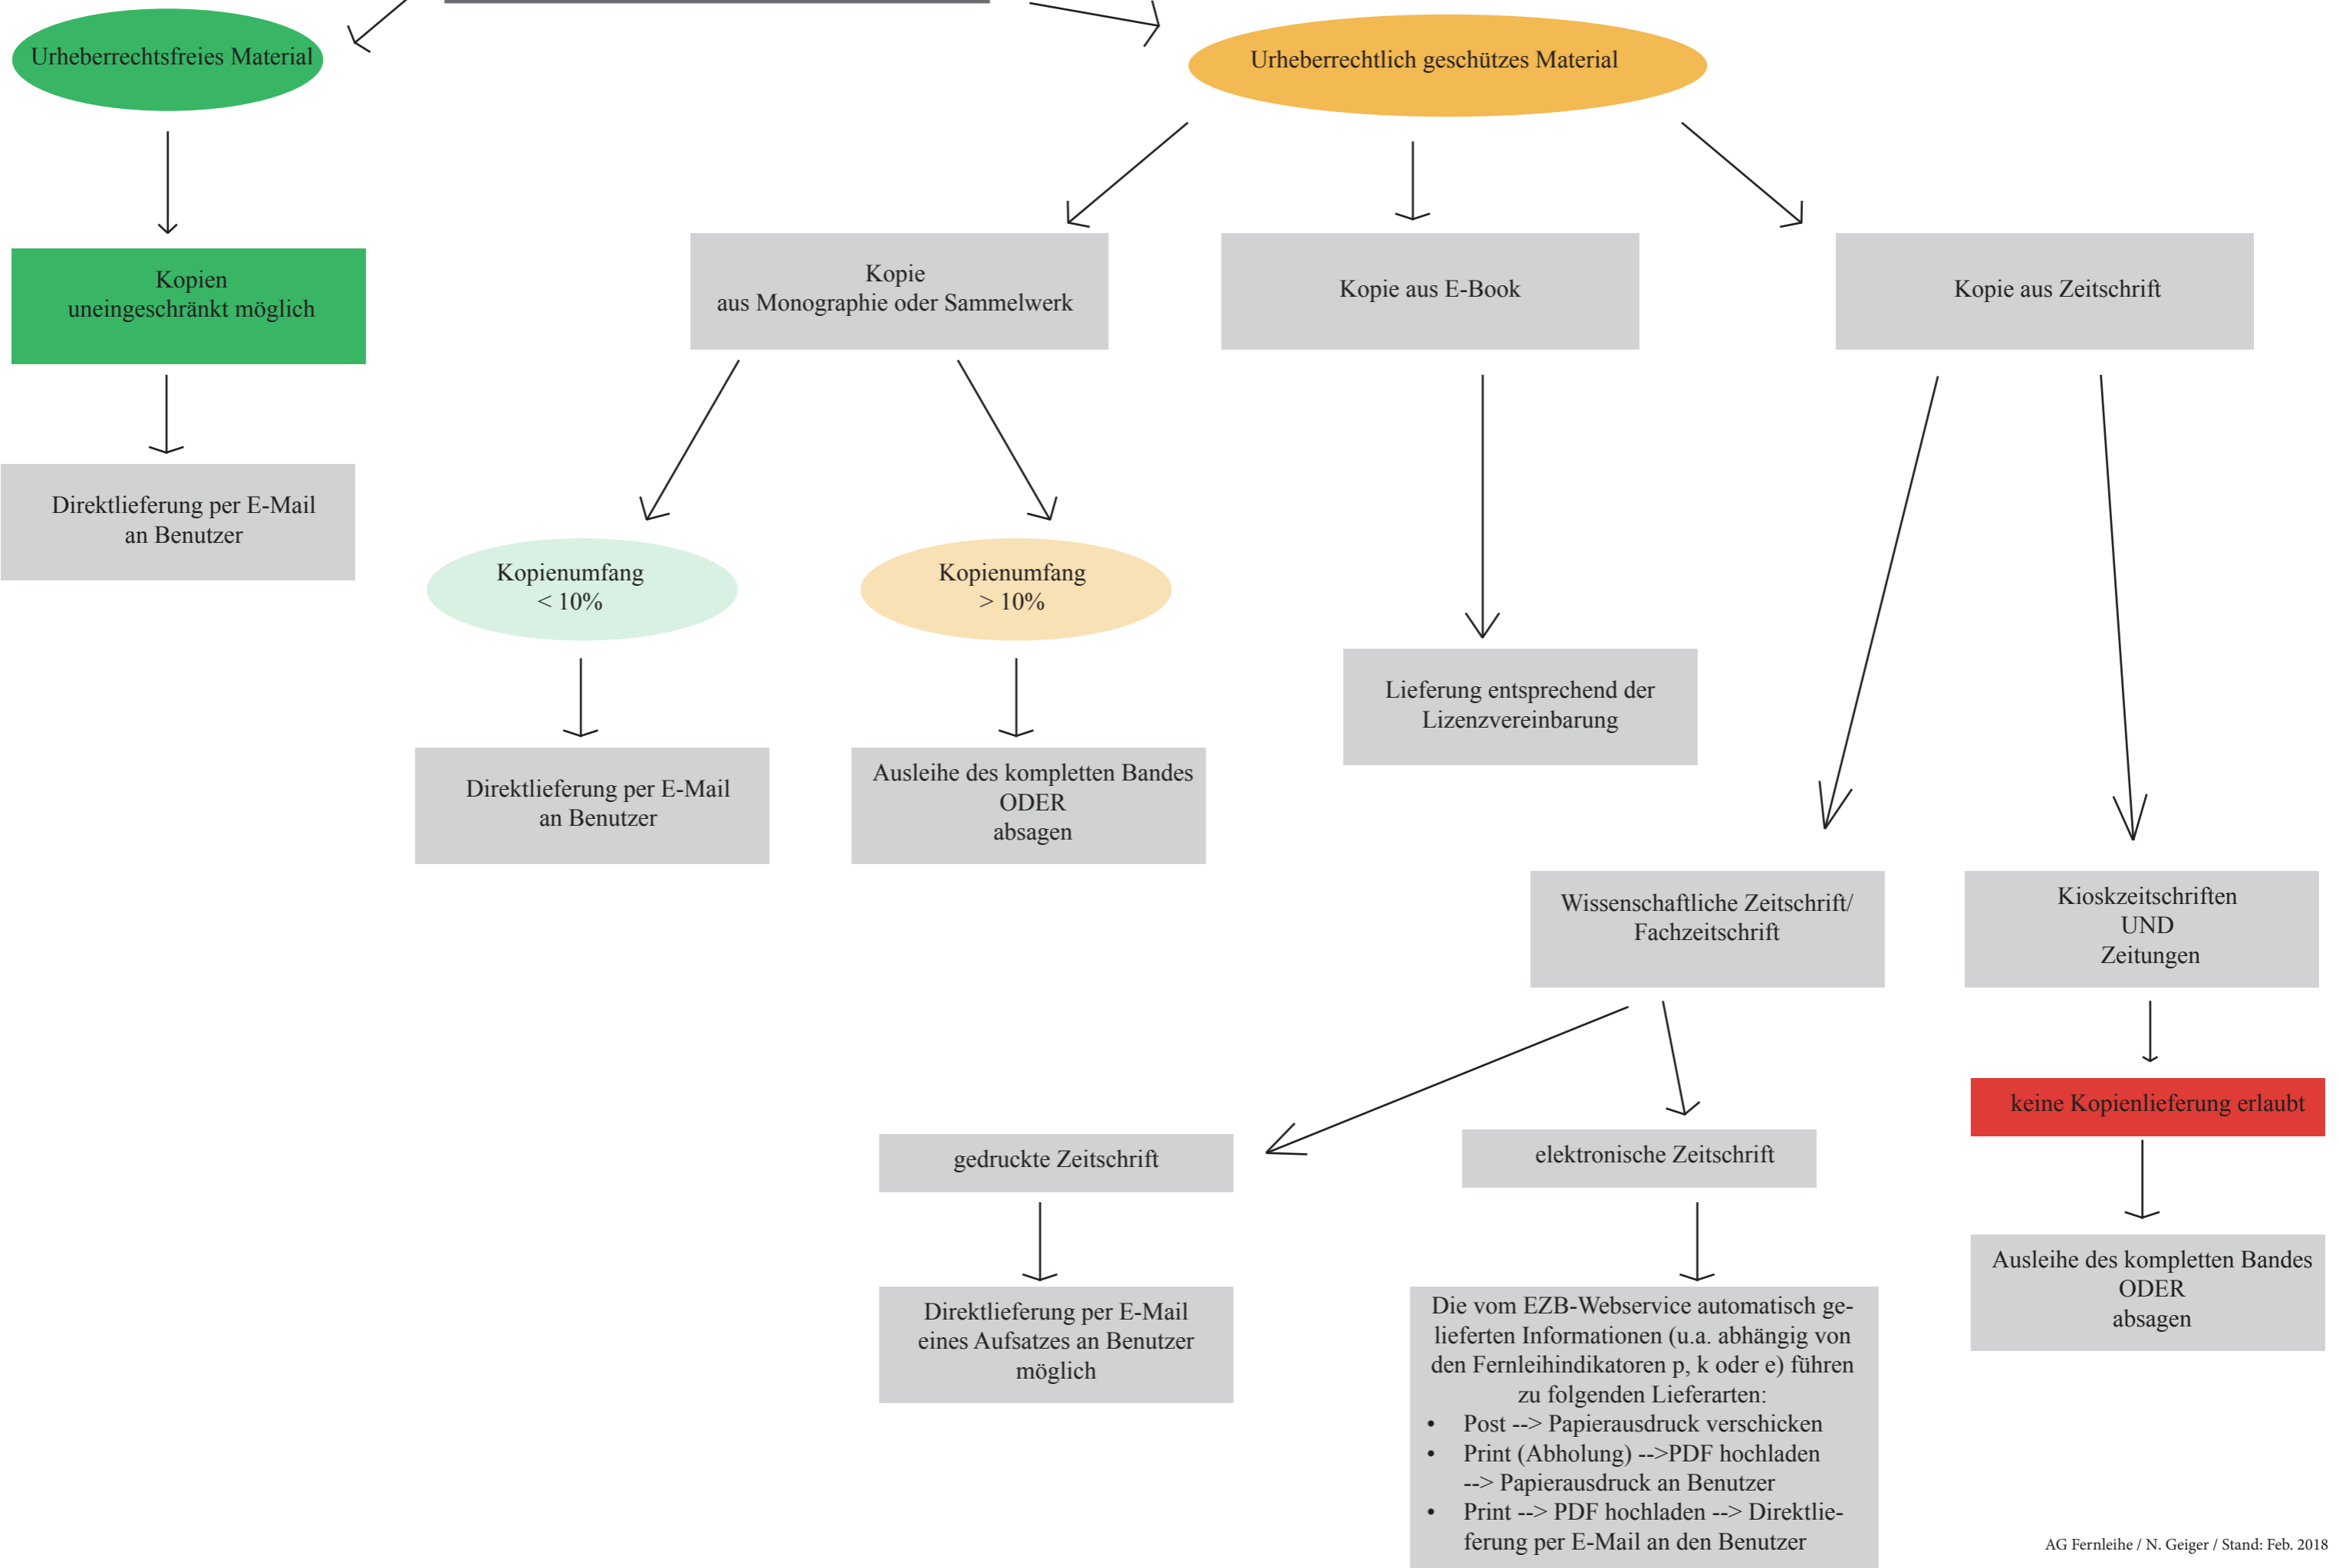 Urheberrechtsfreies Material
Urheberrechtlich geschützes Material
Kopien
uneingeschränkt möglich
Kopie
aus Monographie oder Sammelwerk
Kopie aus E-Book
Kopie aus Zeitschrift
Direktlieferung per E-Mail
an Benutzer
Kopienumfang
< 10%
Kopienumfang
> 10%
Direktlieferung per E-Mail
an Benutzer
Ausleihe des kompletten Bandes
ODER
absagen
Lieferung entsprechend der
Lizenzvereinbarung
Wissenschaftliche Zeitschrift/
Fachzeitschrift
Kioskzeitschriften
UND
Zeitungen
keine Kopienlieferung erlaubt
gedruckte Zeitschrift
elektronische Zeitschrift
Ausleihe des kompletten Bandes
ODER
absagen
Direktlieferung per E-Mail
eines Aufsatzes an Benutzer
möglich
Die vom EZB-Webservice automatisch ge-
lieferten Informationen (u.a. abhängig von
den Fernleihindikatoren p, k oder e) führen
zu folgenden Lieferarten:
• Post --> Papierausdruck verschicken
• Print (Abholung) -->PDF hochladen
--> Papierausdruck an Benutzer
• Print --> PDF hochladen --> Direktlie-
ferung per E-Mail an den Benutzer
AG Fernleihe / N. Geiger / Stand: Feb. 2018